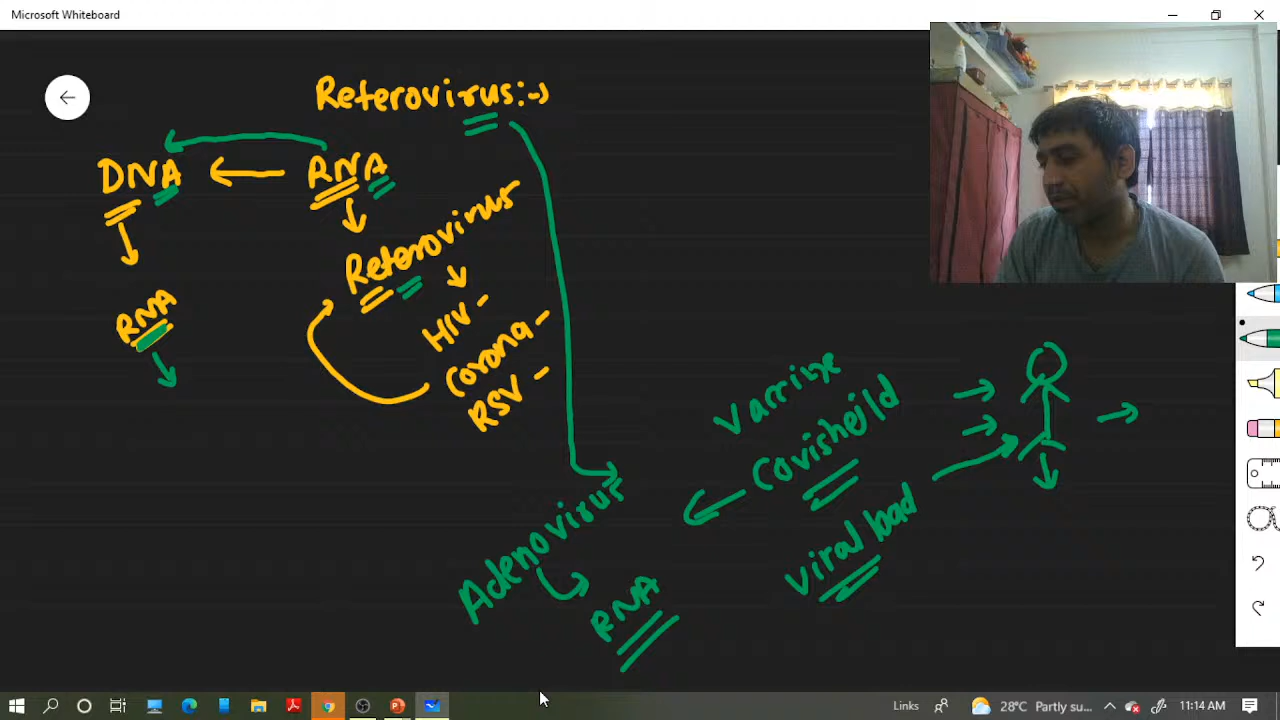 Microsoft Whiteboard
Reterovirus:->
DNA ← RNA
Reterovirus
RNA
HIV -
Corona -
RSV -
Varrine
Covisheild
Viral load
Adenovirus
RNA
Links
28°C Partly su...
11:14 AM